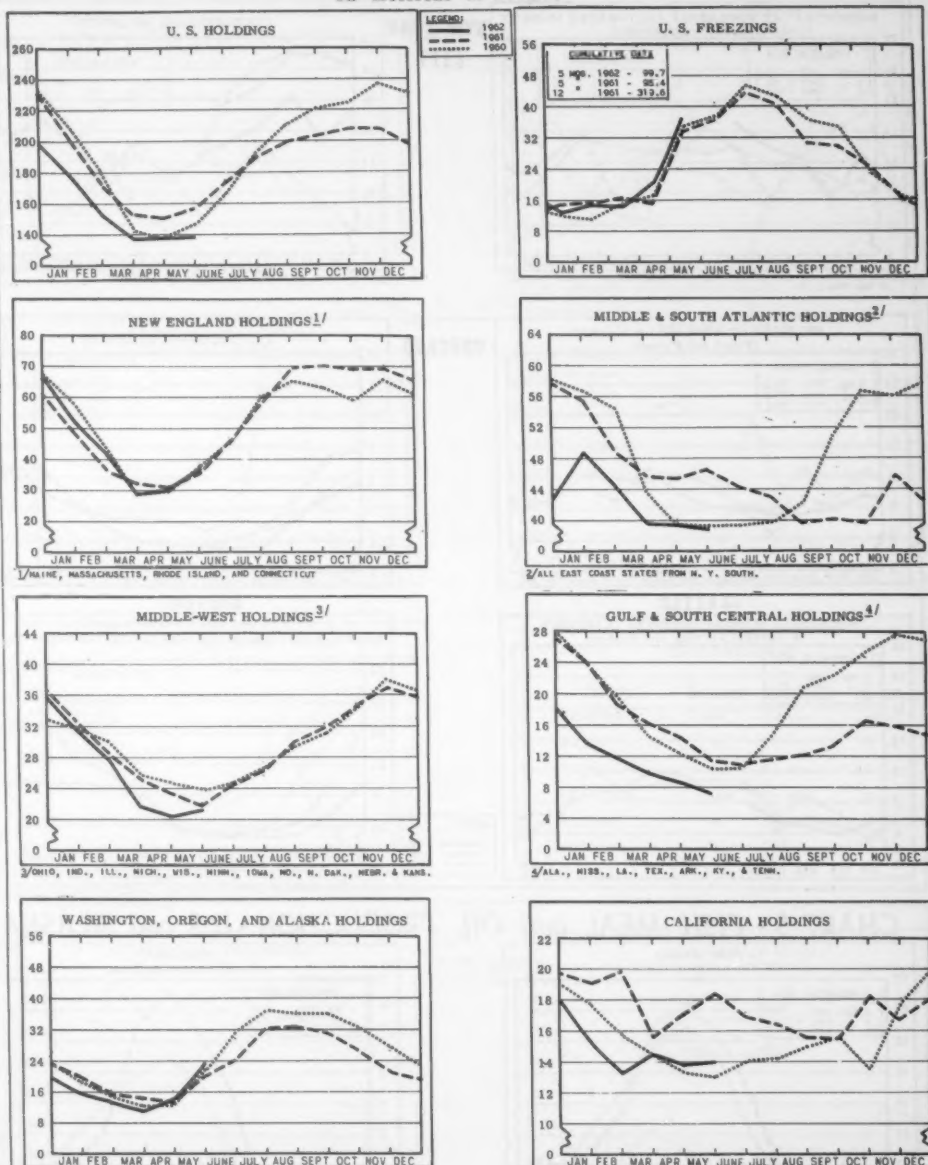 LEGEND:
1962
1961
1960
U. S. HOLDINGS
260
240
220
200
180
160
140
0
JAN FEB MAR APR MAY JUNE JULY AUG SEPT OCT NOV DEC
U. S. FREEZINGS
CUMULATIVE DATA
5 MOS. 1962 - 99.7
5 " 1961 - 95.4
12 1961 - 319.6
56
48
40
32
24
16
8
0
JAN FEB MAR APR MAY JUNE JULY AUG SEPT OCT NOV DEC
NEW ENGLAND HOLDINGS 1/
80
70
60
50
40
30
20
0
JAN FEB MAR APR MAY JUNE JULY AUG SEPT OCT NOV DEC
1/MAINE, MASSACHUSETTS, RHODE ISLAND, AND CONNECTICUT
MIDDLE & SOUTH ATLANTIC HOLDINGS 2/
64
60
56
52
48
44
40
0
JAN FEB MAR APR MAY JUNE JULY AUG SEPT OCT NOV DEC
2/ALL EAST COAST STATES FROM N. Y. SOUTH.
MIDDLE-WEST HOLDINGS 3/
44
40
36
32
28
24
20
0
JAN FEB MAR APR MAY JUNE JULY AUG SEPT OCT NOV DEC
3/OHIO, IND., ILL., MICH., WIS., MINN., IOWA, MO., N. DAK., NEBR. & KANS.
GULF & SOUTH CENTRAL HOLDINGS 4/
28
24
20
16
12
8
4
0
JAN FEB MAR APR MAY JUNE JULY AUG SEPT OCT NOV DEC
4/ALA., MISS., LA., TEX., ARK., KY., & TENN.
WASHINGTON, OREGON, AND ALASKA HOLDINGS
56
48
40
32
24
16
8
0
JAN FEB MAR APR MAY JUNE JULY AUG SEPT OCT NOV DEC
CALIFORNIA HOLDINGS
22
20
18
16
14
12
10
0
JAN FEB MAR APR MAY JUNE JULY AUG SEPT OCT NOV DEC